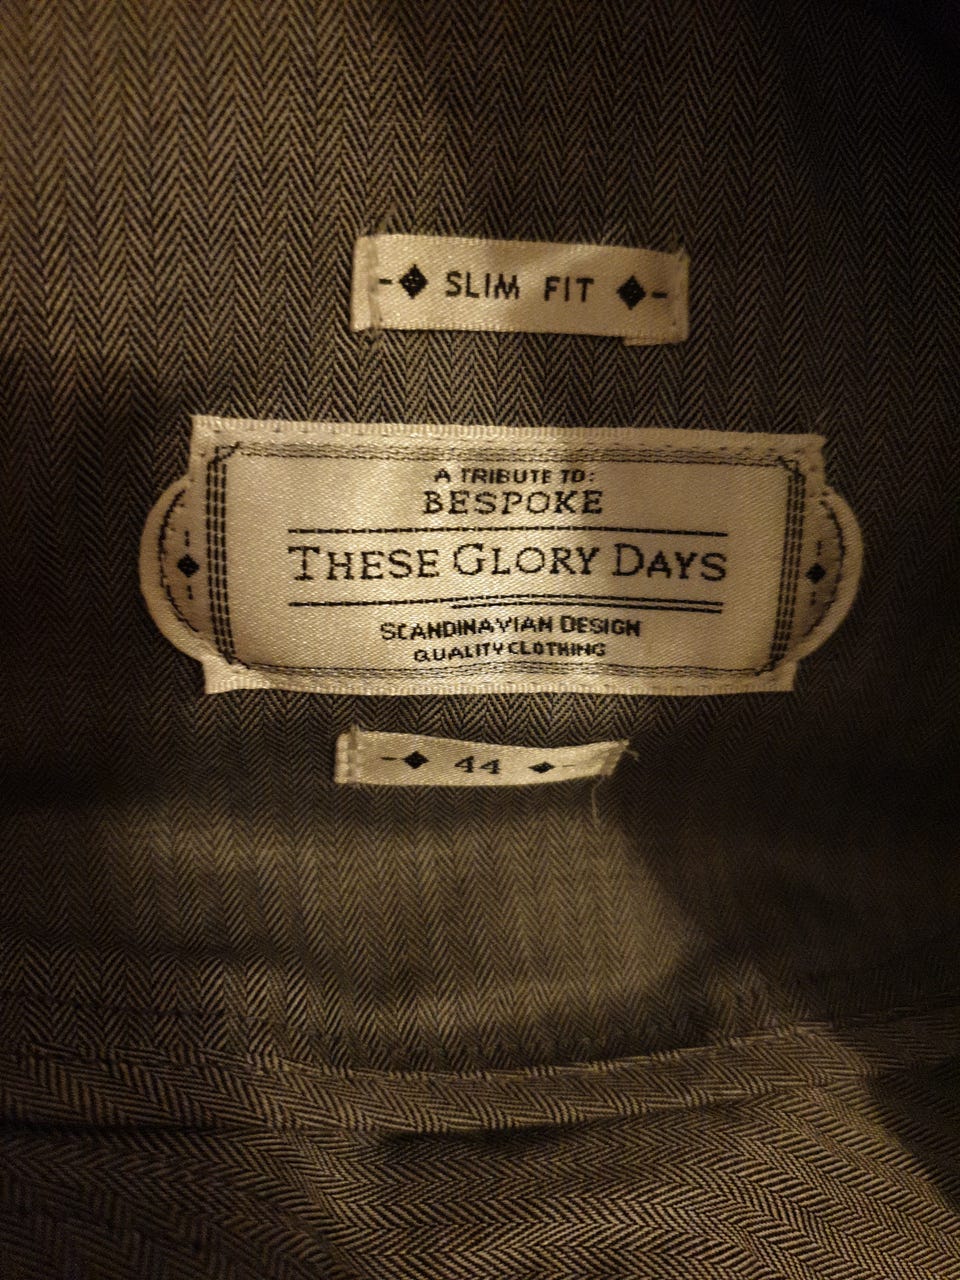 SLIM FIT
A TRIBUTE TO:
BESPOKE
THESE GLORY DAYS
SCANDINAVIAN DESIGN
QUALITY CLOTHING
44